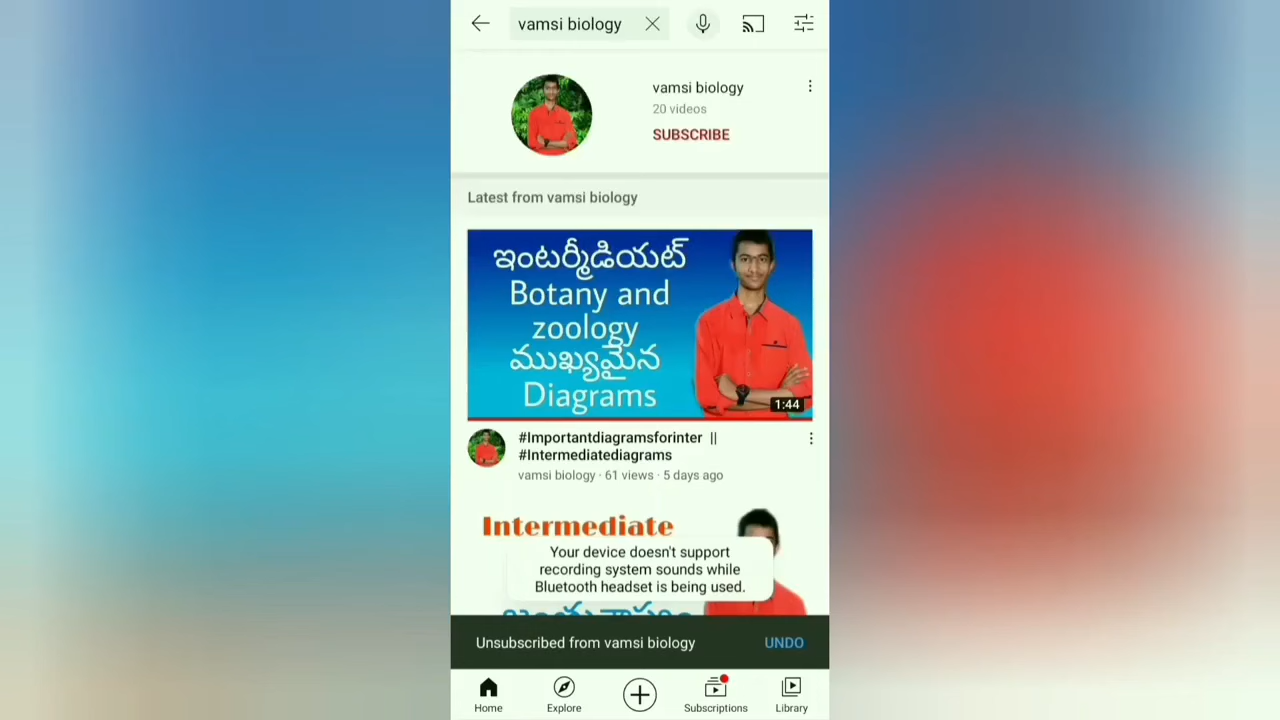 vamsi biology
vamsi biology
20 videos
SUBSCRIBE
Latest from vamsi biology
ఇంటర్మీడియట్
Botany and
zoology
ముఖ్యమైన
Diagrams
1:44
#Importantdiagramsforinter ||
#Intermediatediagrams
vamsi biology · 61 views · 5 days ago
Intermediate
Your device doesn't support
recording system sounds while
Bluetooth headset is being used.
Unsubscribed from vamsi biology UNDO
Home Explore Subscriptions Library